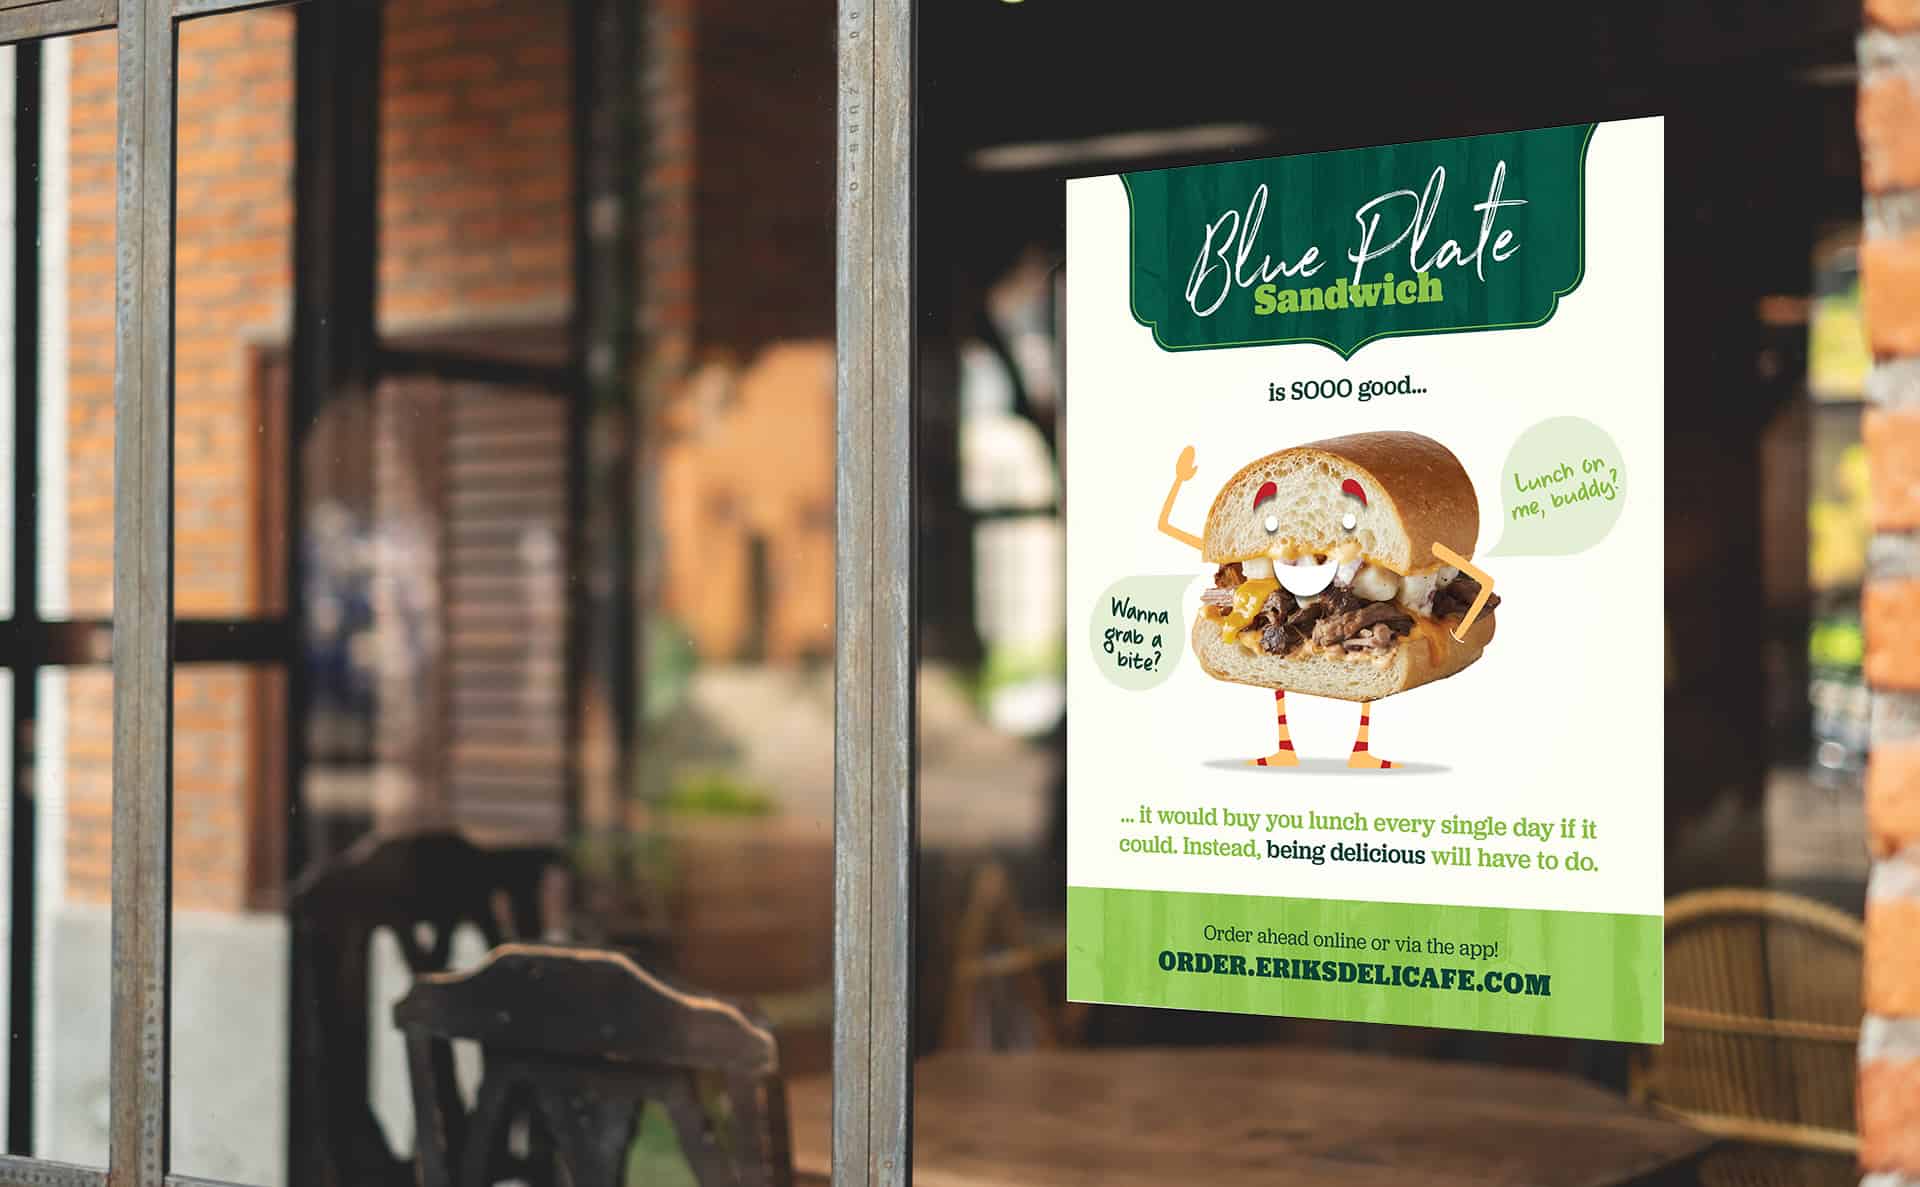 Blue Plate
Sandwich
is SOOO good...
Lunch on
me, buddy?
Wanna
grab a
bite?
... it would buy you lunch every single day if it
could. Instead, being delicious will have to do.
Order ahead online or via the app!
ORDER.ERIKSDELICAFE.COM